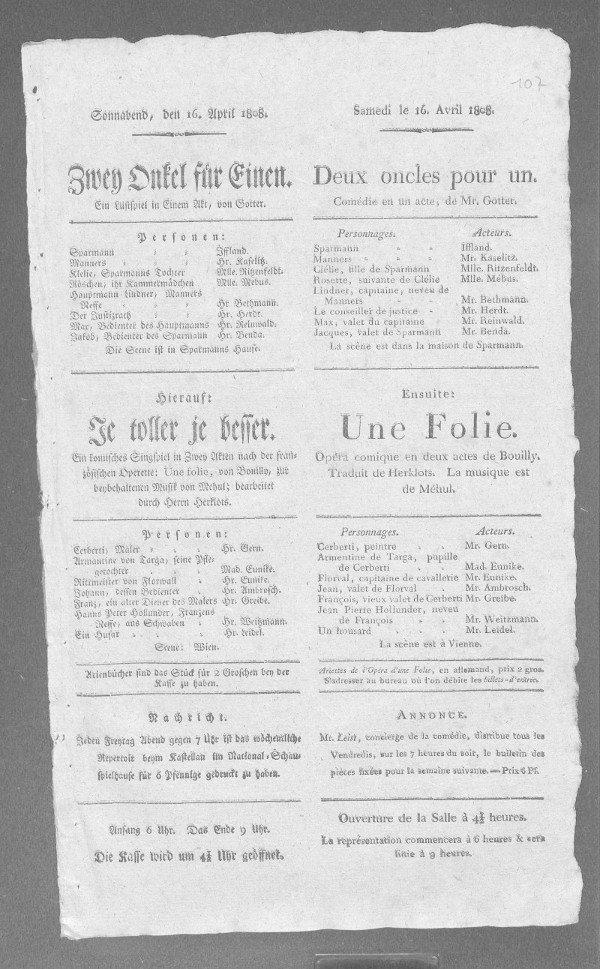 107
Sonnabend, den 16. April 1808.
Zwey Onkel für Einen.
Ein Lustspiel in Einem Akt, von Gotter.
Personen:
Sparmann Iffland.
Manners Hr. Kaselitz.
Klelie, Sparmanns Tochter Mlle. Ritzenfeldt.
Röschen, ihr Kammermädchen Mlle. Mebus.
Hauptmann Lindner, Manners
Neffe Hr. Bethmann.
Der Justizrath Hr. Herdt.
Max, Bedienter des Hauptmanns Hr. Reinwald.
Jakob, Bedienter des Sparmann Hr. Benda.
Die Scene ist in Sparmanns Hause.
Hierauf:
Je toller je besser.
Ein komisches Singspiel in Zwey Akten nach der fran-
zösischen Operette: Une folie, von Bouilly, zur
beybehaltenen Musik von Mehul; bearbeitet
durch Herrn Herklots.
Personen:
Cerberti, Maler Hr. Gern.
Armantine von Targa, seine Pfle-
getochter Mad. Eunike.
Rittmeister von Florwall Hr. Eunike.
Johann, dessen Bedienter Hr. Ambrosch.
Franz, ein alter Diener des Malers Hr. Greibe.
Hanns Peter Hollunder, Franzens
Neffe, aus Schwaben Hr. Weitzmann.
Ein Husar Hr. Leidel.
Scene: Wien.
Arienbücher sind das Stück für 2 Groschen bey der
Kasse zu haben.
Nachricht.
Jeden Freytag Abend gegen 7 Uhr ist das wöchentliche
Repertoir beym Kastellan im National-Schau-
spielhause für 6 Pfennige gedruckt zu haben.
Anfang 6 Uhr. Das Ende 9 Uhr.
Die Kasse wird um 4½ Uhr geöffnet.
Samedi le 16. Avril 1808.
Deux oncles pour un.
Comédie en un acte, de Mr. Gotter.
Personnages. Acteurs.
Sparmann Iffland.
Manners Mr. Kaselitz.
Clélie, fille de Sparmann Mlle. Ritzenfeldt.
Rosette, suivante de Clélie Mlle. Mebus.
Lindner, capitaine, neveu de
Manners Mr. Bethmann.
Le conseiller de justice Mr. Herdt.
Max, valet du capitaine Mr. Reinwald.
Jacques, valet de Sparmann Mr. Benda.
La scène est dans la maison de Sparmann.
Ensuite:
Une Folie.
Opéra comique en deux actes de Bouilly.
Traduit de Herklots. La musique est
de Méhul.
Personnages. Acteurs.
Cerberti, peintre Mr. Gern.
Armentine de Targa, pupille
de Cerberti Mad. Eunike.
Florval, capitaine de cavalletie Mr. Eunike.
Jean, valet de Florval Mr. Ambrosch.
François, vieux valet de Cerberti Mr. Greibe.
Jean Pierre Hollunder, neveu
de François Mr. Weitzmann.
Un housard Mr. Leidel.
La scène est à Vienne.
Ariettes de l'Opéra d'une Folie, en allemand, prix 2 gros.
S'adresser au bureau où l'on débite les billets-d'entrée.
Annonce.
Mr. Leist, concierge de la comédie, distribue tous les
Vendredis, sur les 7 heures du soir, le bulletin des
pièces fixées pour la semaine suivante. — Prix 6 Pf.
Ouverture de la Salle à 4½ heures.
La représentation commencera à 6 heures & sera
finie à 9 heures.